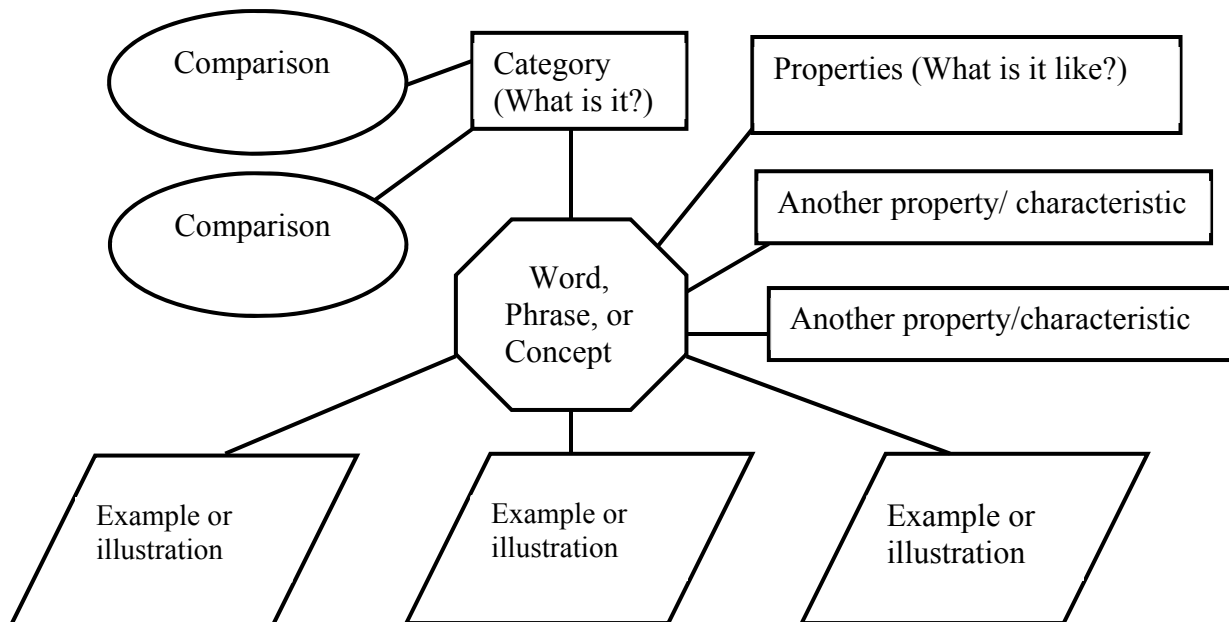 Comparison
Category
(What is it?)
Properties (What is it like?)
Comparison
Another property/ characteristic
Word,
Phrase, or
Concept
Another property/characteristic
Example or
illustration
Example or
illustration
Example or
illustration